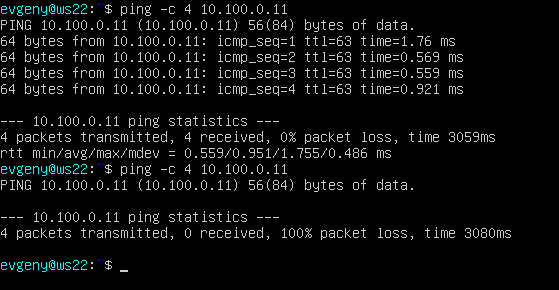 evgeny@ws22:~$ ping -c 4 10.100.0.11
PING 10.100.0.11 (10.100.0.11) 56(84) bytes of data.
64 bytes from 10.100.0.11: icmp_seq=1 ttl=63 time=1.76 ms
64 bytes from 10.100.0.11: icmp_seq=2 ttl=63 time=0.569 ms
64 bytes from 10.100.0.11: icmp_seq=3 ttl=63 time=0.559 ms
64 bytes from 10.100.0.11: icmp_seq=4 ttl=63 time=0.921 ms
--- 10.100.0.11 ping statistics ---
4 packets transmitted, 4 received, 0% packet loss, time 3059ms
rtt min/avg/max/mdev = 0.559/0.951/1.755/0.486 ms
evgeny@ws22:~$ ping -c 4 10.100.0.11
PING 10.100.0.11 (10.100.0.11) 56(84) bytes of data.
--- 10.100.0.11 ping statistics ---
4 packets transmitted, 0 received, 100% packet loss, time 3080ms
evgeny@ws22:~$ _